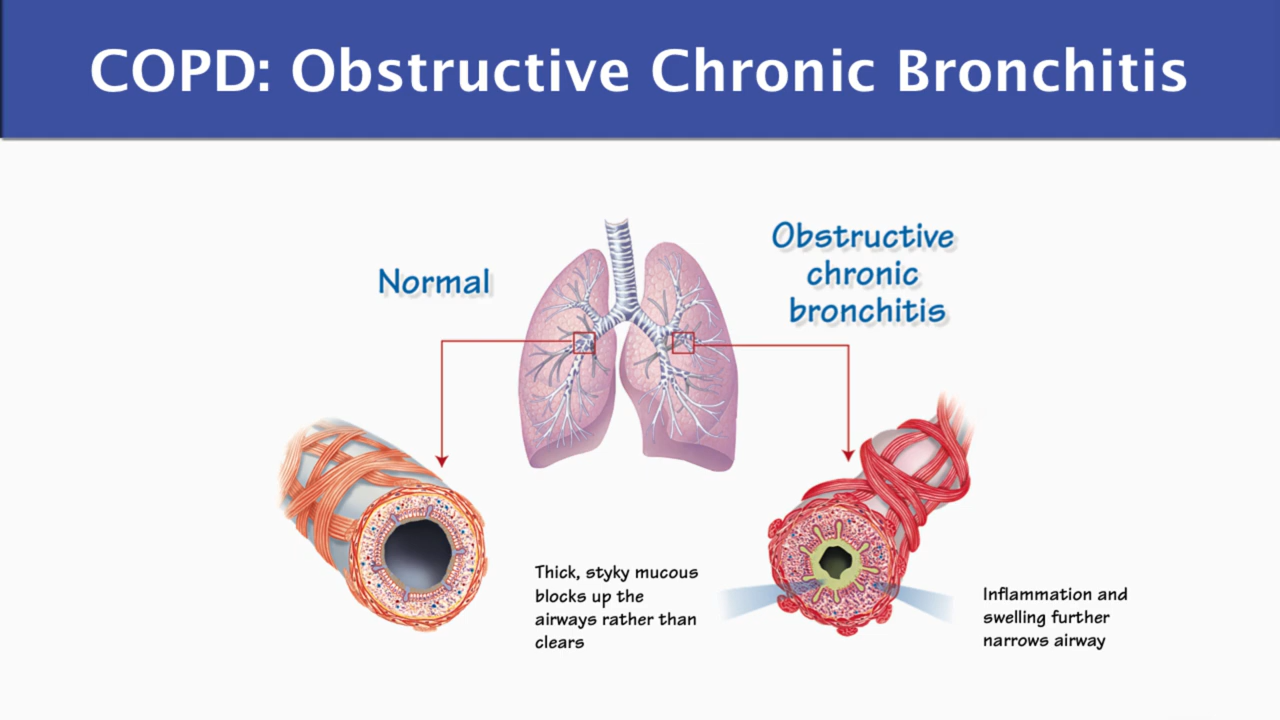 COPD: Obstructive Chronic Bronchitis
Normal
Obstructive
chronic
bronchitis
Thick, styky mucous
blocks up the
airways rather than
clears
Inflammation and
swelling further
narrows airway